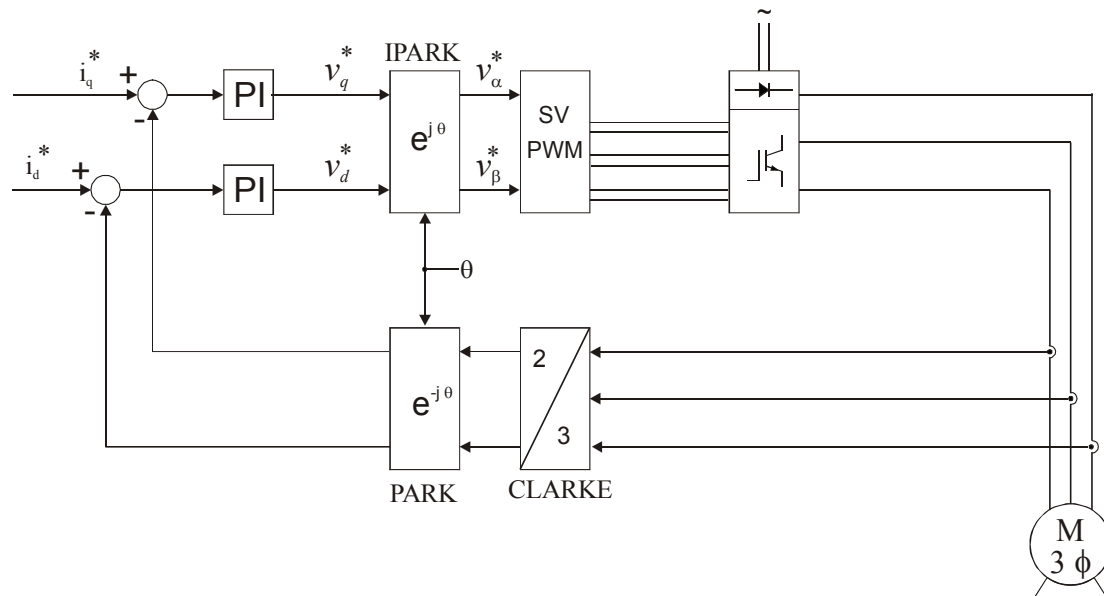 ~
IPARK
i_q^*
+
-
PI
v_q^*
e^{jθ}
v_α^*
SV
PWM
i_d^*
+
-
PI
v_d^*
v_β^*
θ
e^{-jθ}
2
3
PARK
CLARKE
M
3 ϕ